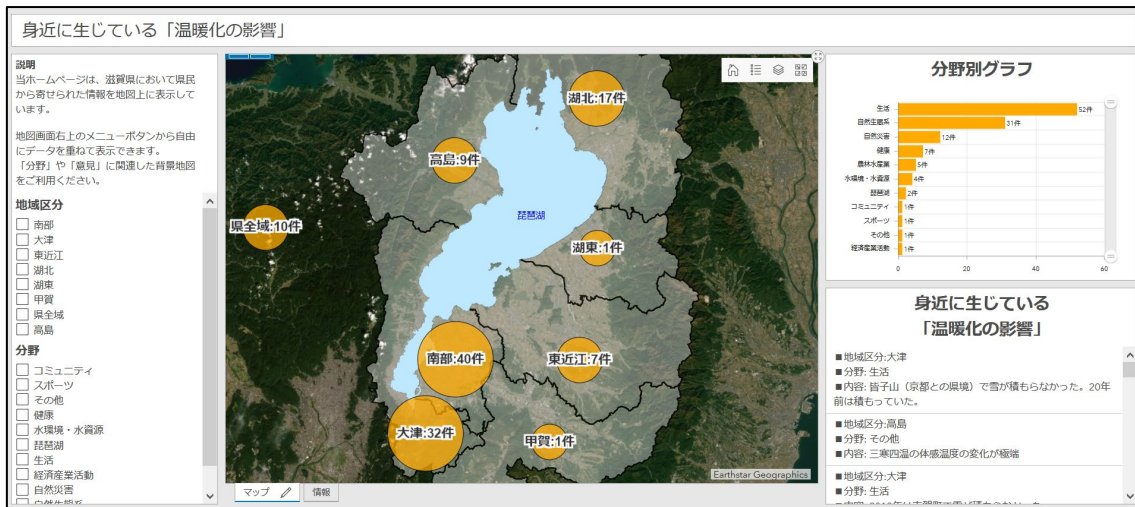 身近に生じている「温暖化の影響」
説明
当ホームページは、滋賀県において県民
から寄せられた情報を地図上に表示して
います。
地図画面右上のメニューボタンから自由
にデータを重ねて表示できます。
「分野」や「意見」に関連した背景地図
をご利用ください。
地域区分
南部
大津
東近江
湖北
湖東
甲賀
県全域
高島
分野
コミュニティ
スポーツ
その他
健康
水環境・水資源
琵琶湖
生活
経済産業活動
自然災害
自然生態系
湖北:17件
高島:9件
県全域:10件
琵琶湖
湖東:1件
南部:40件
東近江:7件
大津:32件
甲賀:1件
Earthstar Geographics
マップ
情報
分野別グラフ
生活 52件
自然生態系 31件
自然災害 12件
健康 7件
農林水産業 5件
水環境・水資源 4件
琵琶湖 2件
コミュニティ 1件
スポーツ 1件
その他 1件
経済産業活動 1件
0 20 40 60
身近に生じている
「温暖化の影響」
■地域区分:大津
■分野: 生活
■内容: 皆子山(京都との県境)で雪が積もらなかった。20年
前は積もっていた。
■地域区分:高島
■分野: その他
■内容: 三寒四温の体感温度の変化が極端
■地域区分:大津
■分野: 生活